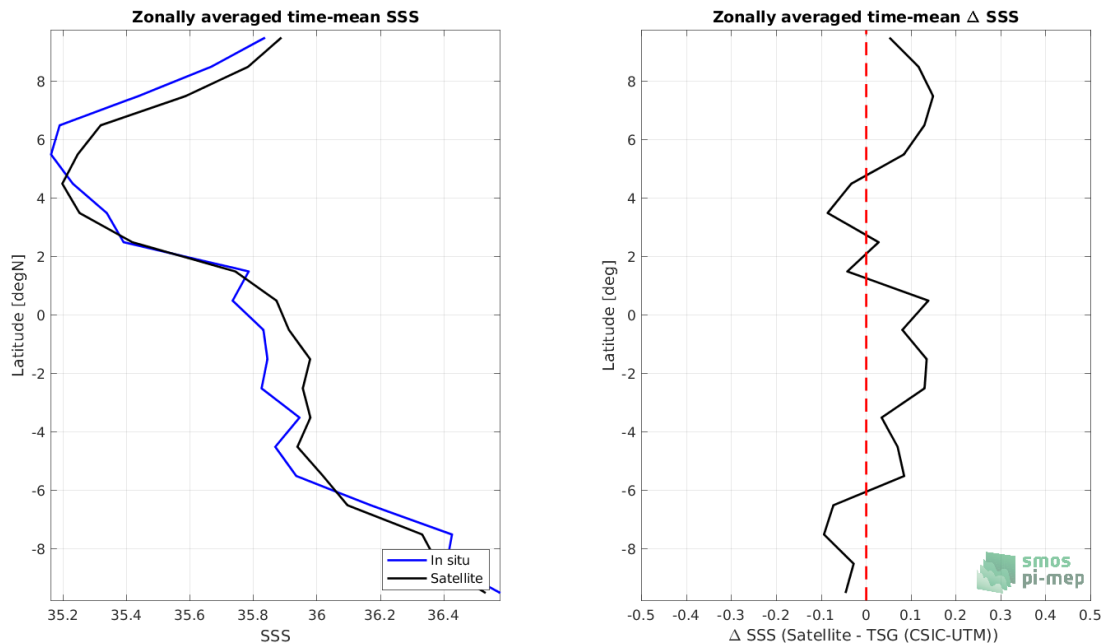 Zonally averaged time-mean SSS
Latitude [degN]
8
6
4
2
0
-2
-4
-6
-8
35.2 35.4 35.6 35.8 36 36.2 36.4
SSS
In situ
Satellite
Zonally averaged time-mean Δ SSS
Latitude [deg]
8
6
4
2
0
-2
-4
-6
-8
-0.5 -0.4 -0.3 -0.2 -0.1 0 0.1 0.2 0.3 0.4 0.5
Δ SSS (Satellite - TSG (CSIC-UTM))
smos
pi-mep